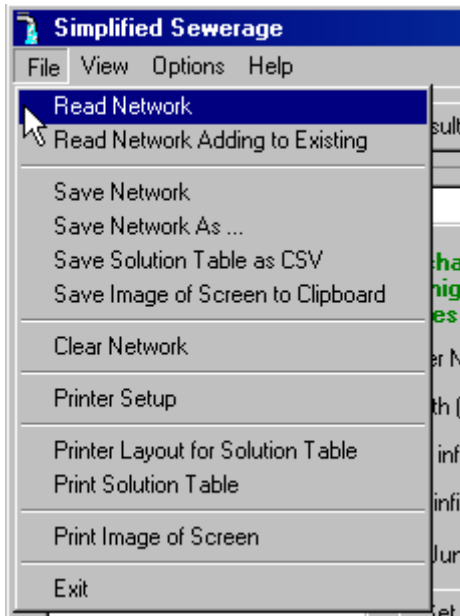 Simplified Sewerage
File View Options Help
Read Network
Read Network Adding to Existing
Save Network
Save Network As ...
Save Solution Table as CSV
Save Image of Screen to Clipboard
Clear Network
Printer Setup
Printer Layout for Solution Table
Print Solution Table
Print Image of Screen
Exit